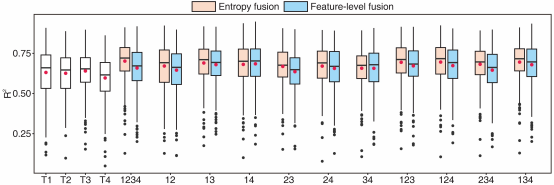 Entropy fusion Feature-level fusion
0.75
0.50
0.25
R²
T1 T2 T3 T4 1234 12 13 14 23 24 34 123 124 234 134